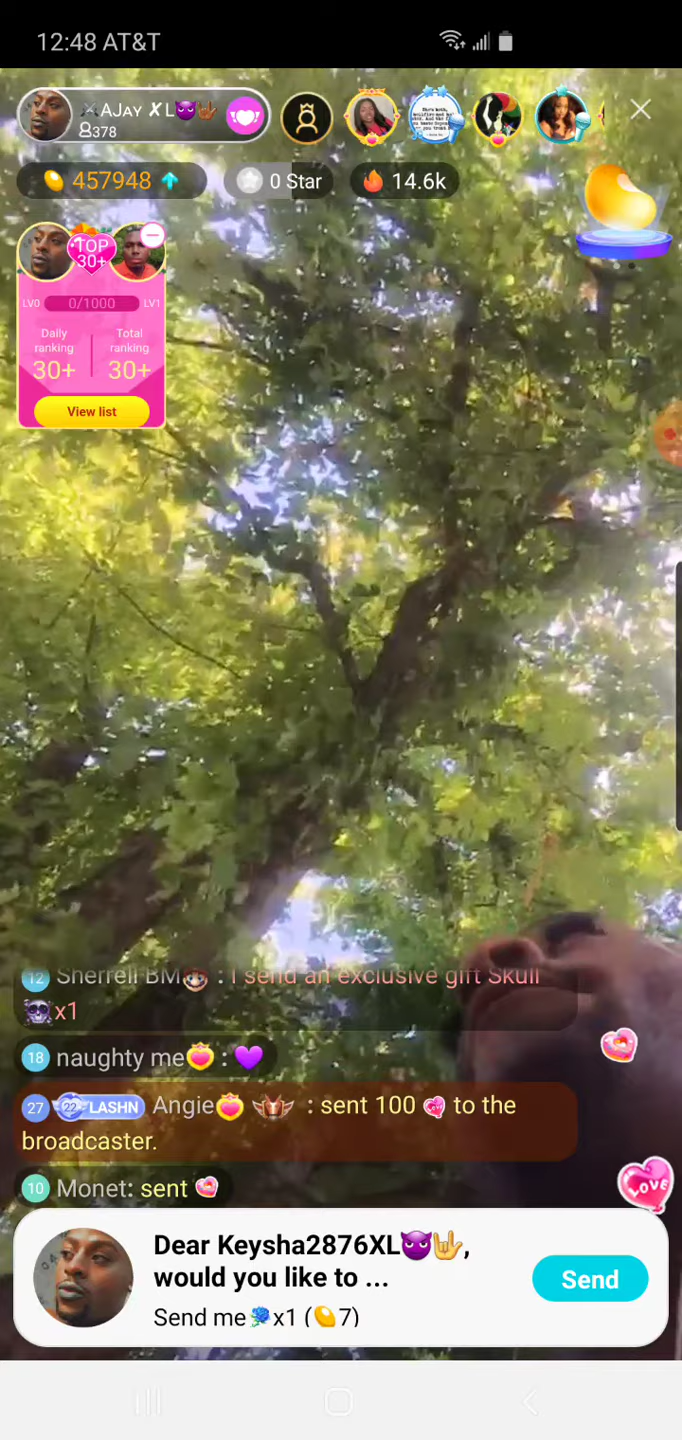 12:48 AT&T
⚔AJAY ✗L😈🤟
378
457948
0 Star
14.6k
TOP
30+
LV0 0/1000 LV1
Daily
ranking
Total
ranking
30+ 30+
View list
12 Sherrell BM : I send an exclusive gift Skull
☠x1
18 naughty me : 💜
27 22 LASHN Angie : sent 100 to the
broadcaster.
10 Monet: sent
LOVE
Dear Keysha2876XL😈🤟,
would you like to ...
Send me x1 ( 7)
Send